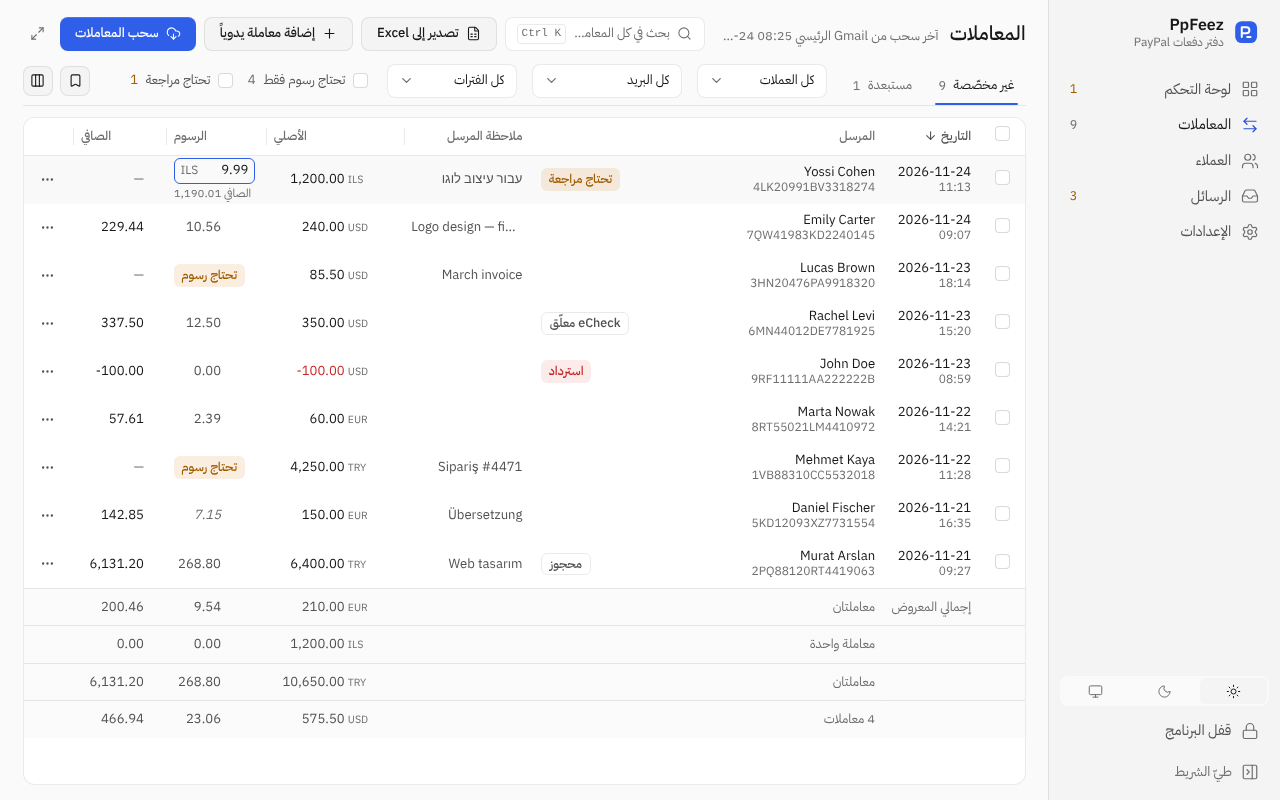 PpFeez
دفتر دفعات PayPal
لوحة التحكم 1
المعاملات 9
العملاء
الرسائل 3
الإعدادات
قفل البرنامج
طيّ الشريط
المعاملات
آخر سحب من Gmail الرئيسي 08:25 24-...
بحث في كل المعامـ... Ctrl K
تصدير إلى Excel
إضافة معاملة يدوياً
سحب المعاملات
غير مخصّصة 9
مستبعدة 1
كل العملات
كل البريد
كل الفترات
تحتاج رسوم فقط 4
تحتاج مراجعة 1
التاريخ ↓ المرسل ملاحظة المرسل الأصلي الرسوم الصافي
2026-11-24 Yossi Cohen تحتاج مراجعة עבור עיצוב לוגו 1,200.00 ILS 9.99 ILS —
11:13 4LK20991BV3318274 الصافي 1,190.01
2026-11-24 Emily Carter Logo design — fi... 240.00 USD 10.56 229.44
09:07 7QW41983KD2240145
2026-11-23 Lucas Brown March invoice 85.50 USD تحتاج رسوم —
18:14 3HN20476PA9918320
2026-11-23 Rachel Levi eCheck معلّق 350.00 USD 12.50 337.50
15:20 6MN44012DE7781925
2026-11-23 John Doe استرداد -100.00 USD 0.00 -100.00
08:59 9RF11111AA222222B
2026-11-22 Marta Nowak 60.00 EUR 2.39 57.61
14:21 8RT55021LM4410972
2026-11-22 Mehmet Kaya Sipariş #4471 4,250.00 TRY تحتاج رسوم —
11:28 1VB88310CC5532018
2026-11-21 Daniel Fischer Übersetzung 150.00 EUR 7.15 142.85
16:35 5KD12093XZ7731554
2026-11-21 Murat Arslan محجوز Web tasarım 6,400.00 TRY 268.80 6,131.20
09:27 2PQ88120RT4419063
إجمالي المعروض معاملتان 210.00 EUR 9.54 200.46
معاملة واحدة 1,200.00 ILS 0.00 0.00
معاملتان 10,650.00 TRY 268.80 6,131.20
4 معاملات 575.50 USD 23.06 466.94